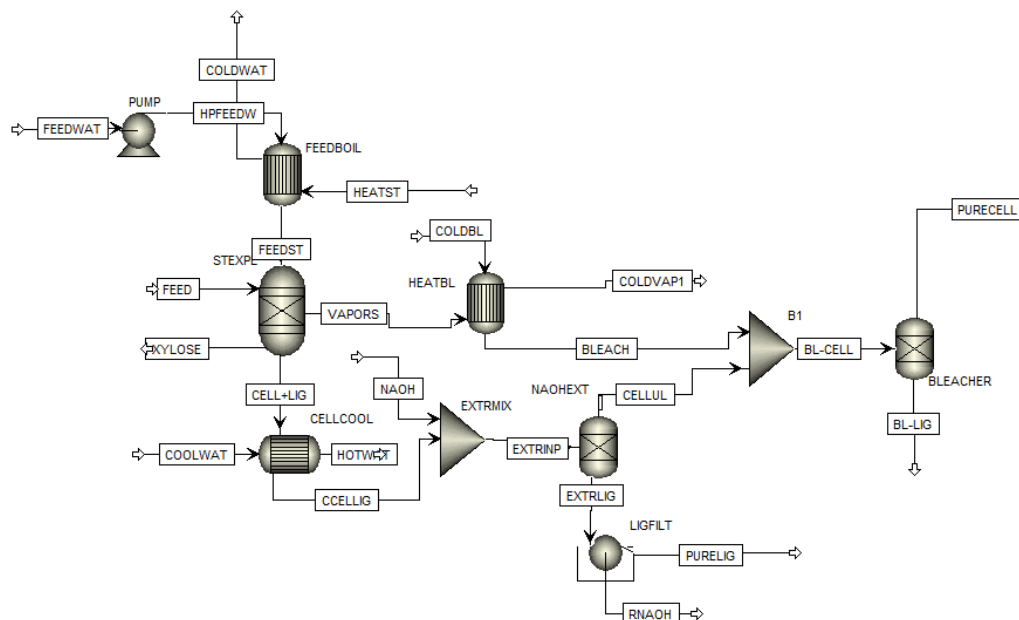 COLDWAT
PUMP
HPFEEDW
FEEDWAT
FEEDBOIL
HEATST
PURECELL
COLDBL
FEEDST
STEXPL
HEATBL
COLDVAP1
FEED
VAPORS
B1
XYLOSE
BLEACH
BL-CELL
NAOH
NAOHEXT
BLEACHER
CELL+LIG
EXTRMIX
CELLUL
CELLCOOL
BL-LIG
COOLWAT
HOTWAT
EXTRINP
CCELLIG
EXTRLIG
LIGFILT
PURELIG
RNAOH